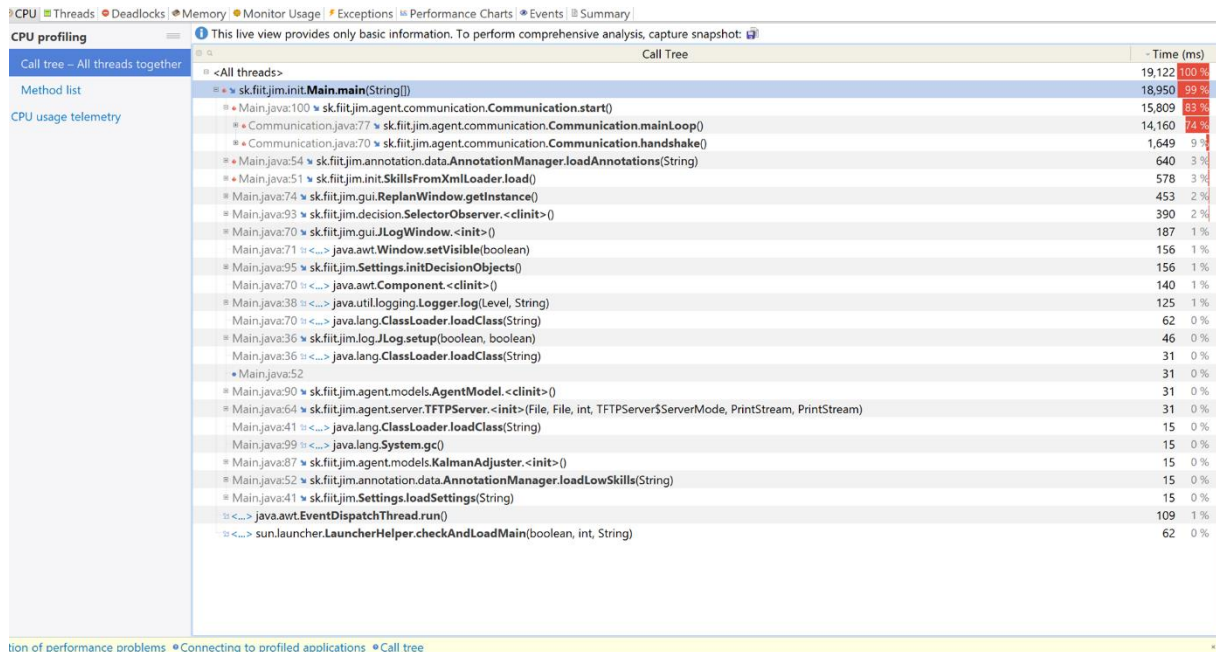 CPU Threads Deadlocks Memory Monitor Usage Exceptions Performance Charts Events Summary
CPU profiling
This live view provides only basic information. To perform comprehensive analysis, capture snapshot:
Call tree – All threads together
Method list
CPU usage telemetry
Call Tree Time (ms)
<All threads> 19,122 100 %
sk.fiit.jim.init.Main.main(String[]) 18,950 99 %
Main.java:100 sk.fiit.jim.agent.communication.Communication.start() 15,809 83 %
Communication.java:77 sk.fiit.jim.agent.communication.Communication.mainLoop() 14,160 74 %
Communication.java:70 sk.fiit.jim.agent.communication.Communication.handshake() 1,649 9 %
Main.java:54 sk.fiit.jim.annotation.data.AnnotationManager.loadAnnotations(String) 640 3 %
Main.java:51 sk.fiit.jim.init.SkillsFromXmlLoader.load() 578 3 %
Main.java:74 sk.fiit.jim.gui.ReplanWindow.getInstance() 453 2 %
Main.java:93 sk.fiit.jim.decision.SelectorObserver.<clinit>() 390 2 %
Main.java:70 sk.fiit.jim.gui.JLogWindow.<init>() 187 1 %
Main.java:71 <...> java.awt.Window.setVisible(boolean) 156 1 %
Main.java:95 sk.fiit.jim.Settings.initDecisionObjects() 156 1 %
Main.java:70 <...> java.awt.Component.<clinit>() 140 1 %
Main.java:38 <...> java.util.logging.Logger.log(Level, String) 125 1 %
Main.java:70 <...> java.lang.ClassLoader.loadClass(String) 62 0 %
Main.java:36 sk.fiit.jim.log.JLog.setup(boolean, boolean) 46 0 %
Main.java:36 <...> java.lang.ClassLoader.loadClass(String) 31 0 %
Main.java:52 31 0 %
Main.java:90 sk.fiit.jim.agent.models.AgentModel.<clinit>() 31 0 %
Main.java:64 sk.fiit.jim.agent.server.TFTPServer.<init>(File, File, int, TFTPServer$ServerMode, PrintStream, PrintStream) 31 0 %
Main.java:41 <...> java.lang.ClassLoader.loadClass(String) 15 0 %
Main.java:99 <...> java.lang.System.gc() 15 0 %
Main.java:87 sk.fiit.jim.agent.models.KalmanAdjuster.<init>() 15 0 %
Main.java:52 sk.fiit.jim.annotation.data.AnnotationManager.loadLowSkills(String) 15 0 %
Main.java:41 sk.fiit.jim.Settings.loadSettings(String) 15 0 %
<...> java.awt.EventDispatchThread.run() 109 1 %
<...> sun.launcher.LauncherHelper.checkAndLoadMain(boolean, int, String) 62 0 %
tion of performance problems Connecting to profiled applications Call tree